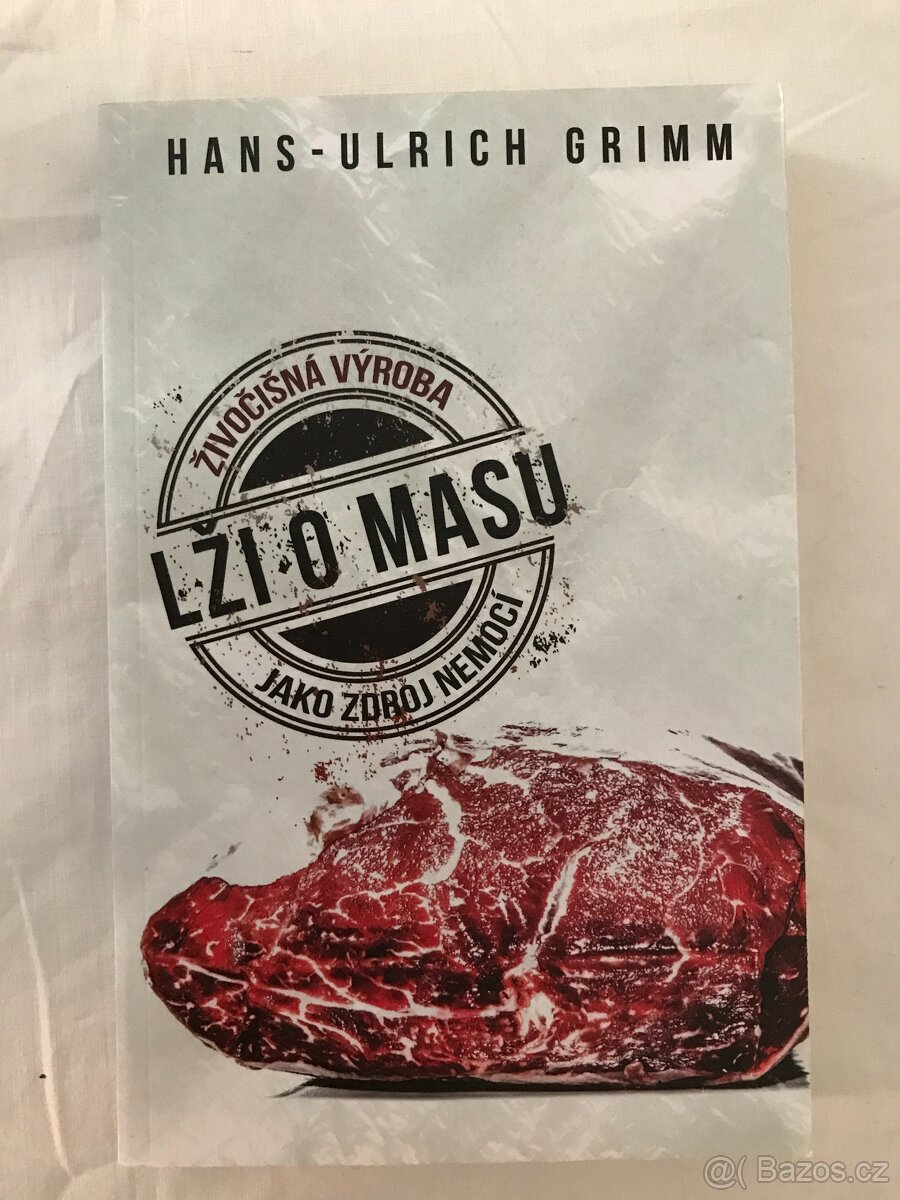 HANS-ULRICH GRIMM
ŽIVOČIŠNÁ VÝROBA
LŽI O MASU
JAKO ZDROJ NEMOCÍ
@( Bazos.cz